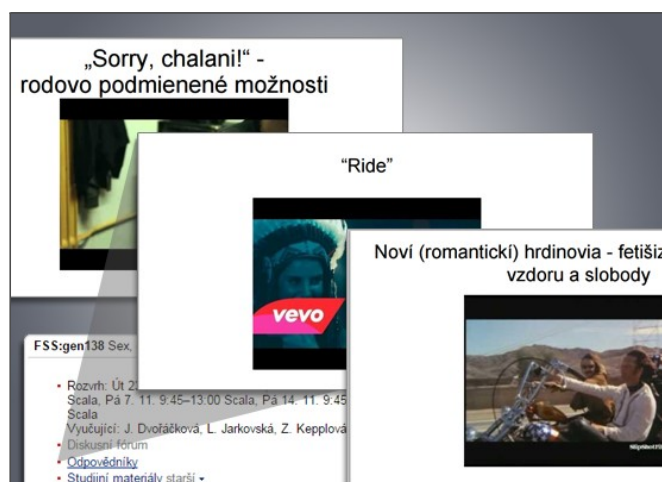 „Sorry, chalani!“ -
rodovo podmienené možnosti
“Ride”
vevo
Noví (romantickí) hrdinovia -
vzdoru a slobody
FSS:gen138 Sex,
Rozvrh: Út
Scala, Pá 7. 11. 9:45–13:00 Scala, Pá 14. 11. 9:45
Scala
Vyučující: J. Dvořáčková, L. Jarkovská, Z. Kepplová
Diskusní fórum
Odpovědníky
Studijní materiály starší